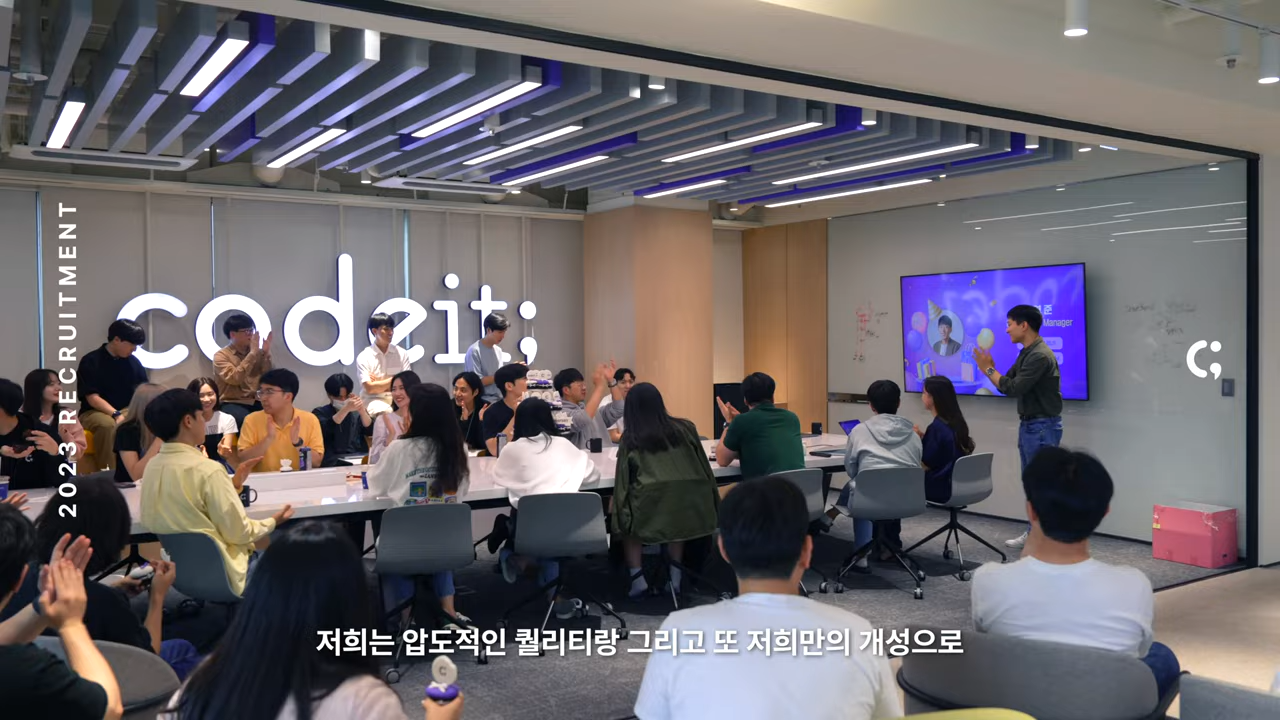 2023 RECRUITMENT
codeit;
준
Manager
저희는 압도적인 퀄리티랑 그리고 또 저희만의 개성으로